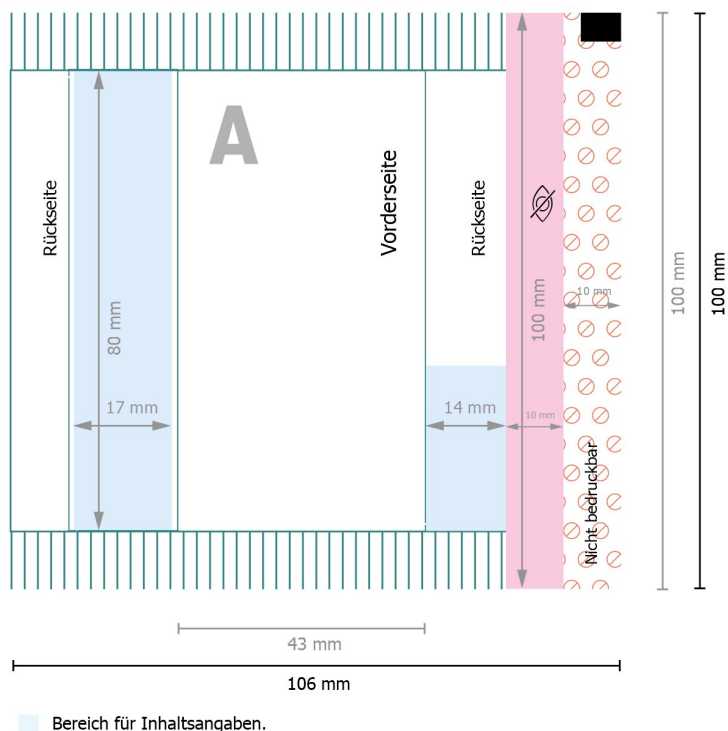 A
Rückseite
Vorderseite
Rückseite
80 mm
17 mm
14 mm
100 mm
10 mm
10 mm
Nicht bedruckbar
100 mm
100 mm
43 mm
106 mm
Bereich für Inhaltsangaben.